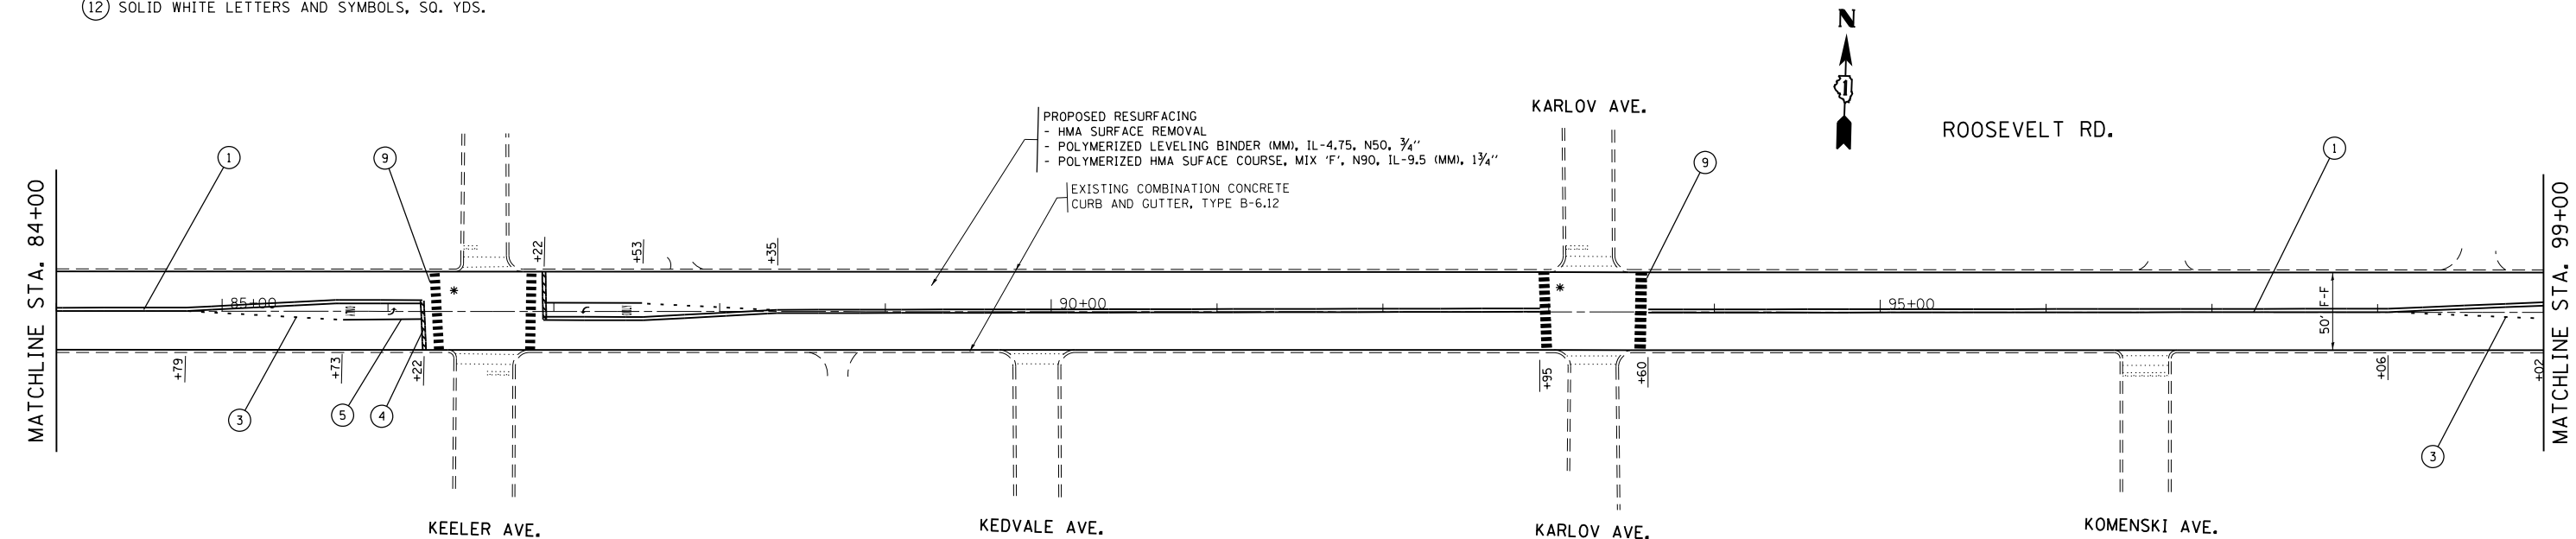 12 SOLID WHITE LETTERS AND SYMBOLS, SQ. YDS.
N
1
ROOSEVELT RD.
KARLOV AVE.
PROPOSED RESURFACING
- HMA SURFACE REMOVAL
- POLYMERIZED LEVELING BINDER (MM), IL-4.75, N50, ¾"
- POLYMERIZED HMA SUFACE COURSE, MIX 'F', N90, IL-9.5 (MM), 1¾"
EXISTING COMBINATION CONCRETE
CURB AND GUTTER, TYPE B-6.12
1
9
9
1
MATCHLINE STA. 84+00
MATCHLINE STA. 99+00
+22
+53
+35
*
*
85+00
90+00
95+00
50' F-F
+79
+73
+22
+95
+60
+06
+02
3
5
4
3
KEELER AVE.
KEDVALE AVE.
KARLOV AVE.
KOMENSKI AVE.